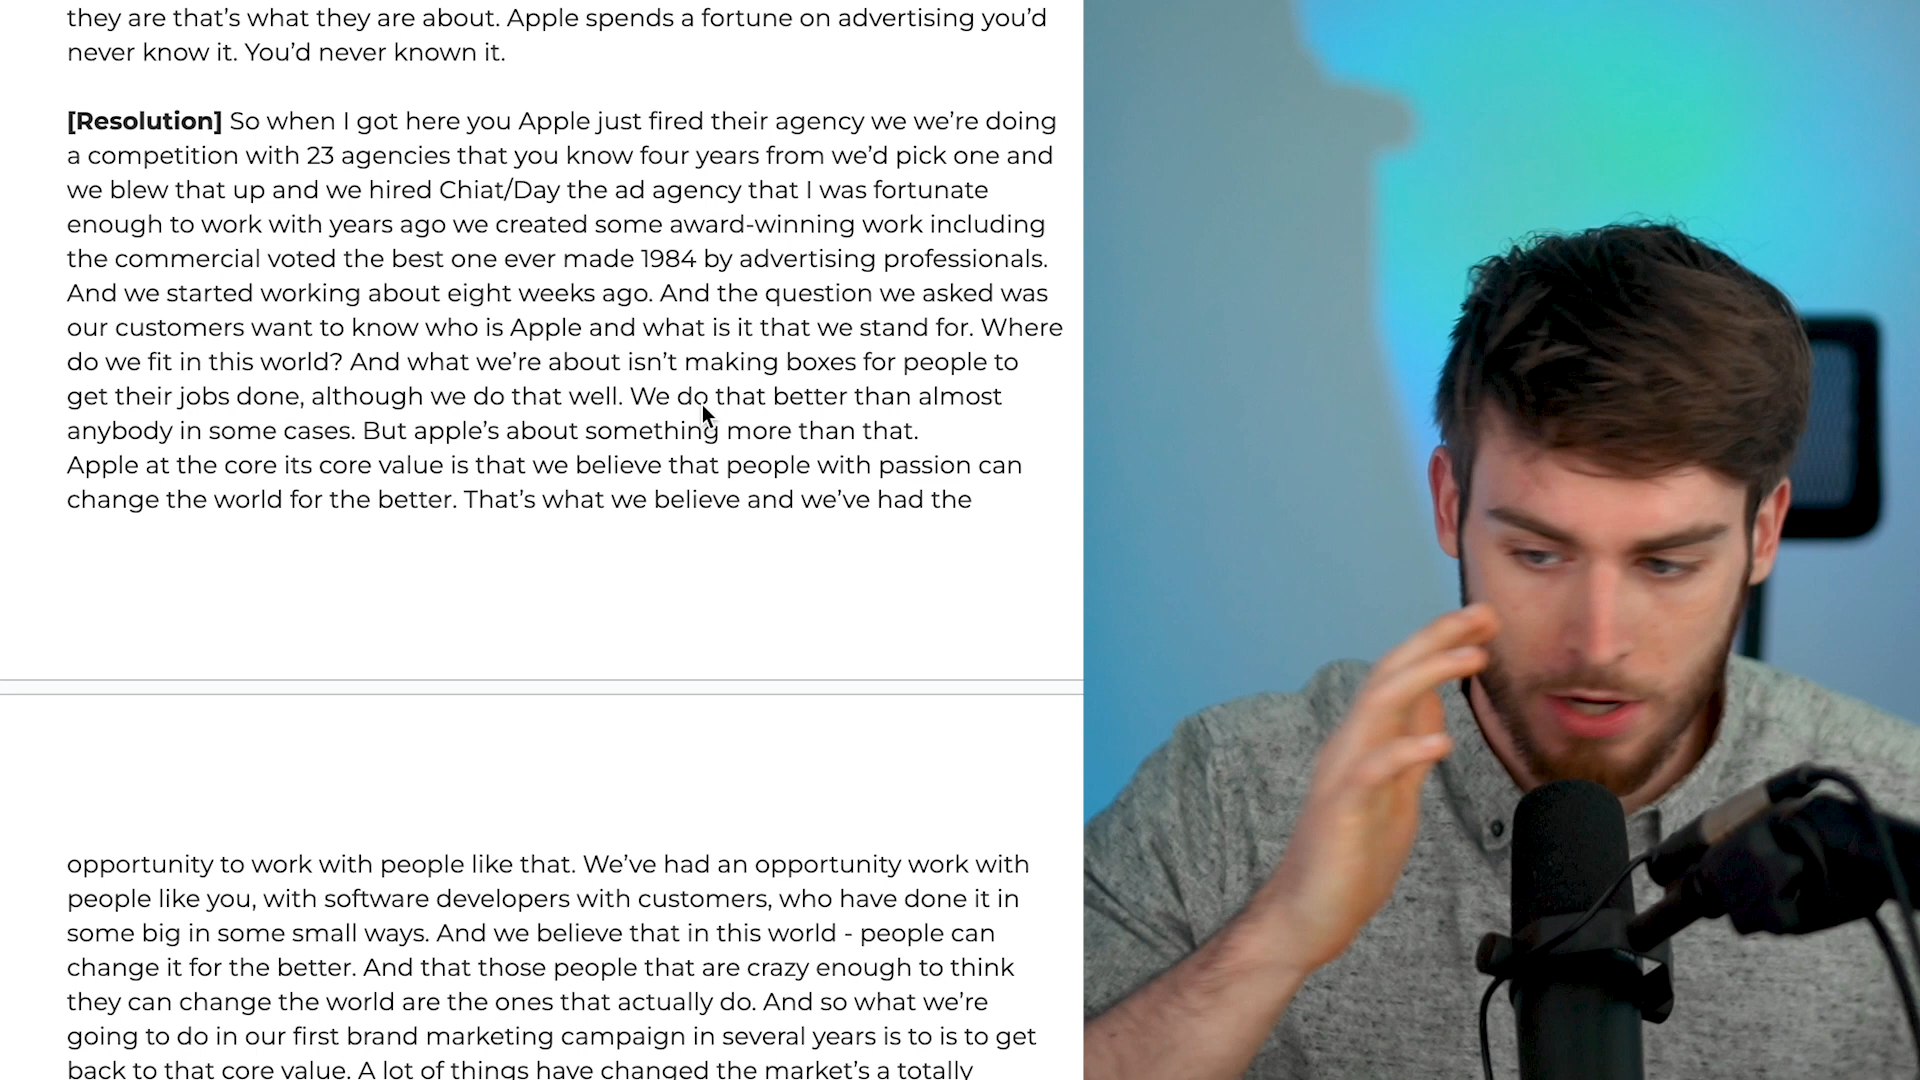 they are that’s what they are about. Apple spends a fortune on advertising you’d
never know it. You’d never known it.
[Resolution] So when I got here you Apple just fired their agency we we’re doing
a competition with 23 agencies that you know four years from we’d pick one and
we blew that up and we hired Chiat/Day the ad agency that I was fortunate
enough to work with years ago we created some award-winning work including
the commercial voted the best one ever made 1984 by advertising professionals.
And we started working about eight weeks ago. And the question we asked was
our customers want to know who is Apple and what is it that we stand for. Where
do we fit in this world? And what we’re about isn’t making boxes for people to
get their jobs done, although we do that well. We do that better than almost
anybody in some cases. But apple’s about something more than that.
Apple at the core its core value is that we believe that people with passion can
change the world for the better. That’s what we believe and we’ve had the
opportunity to work with people like that. We’ve had an opportunity work with
people like you, with software developers with customers, who have done it in
some big in some small ways. And we believe that in this world - people can
change it for the better. And that those people that are crazy enough to think
they can change the world are the ones that actually do. And so what we’re
going to do in our first brand marketing campaign in several years is to is to get
back to that core value. A lot of things have changed the market’s a totally